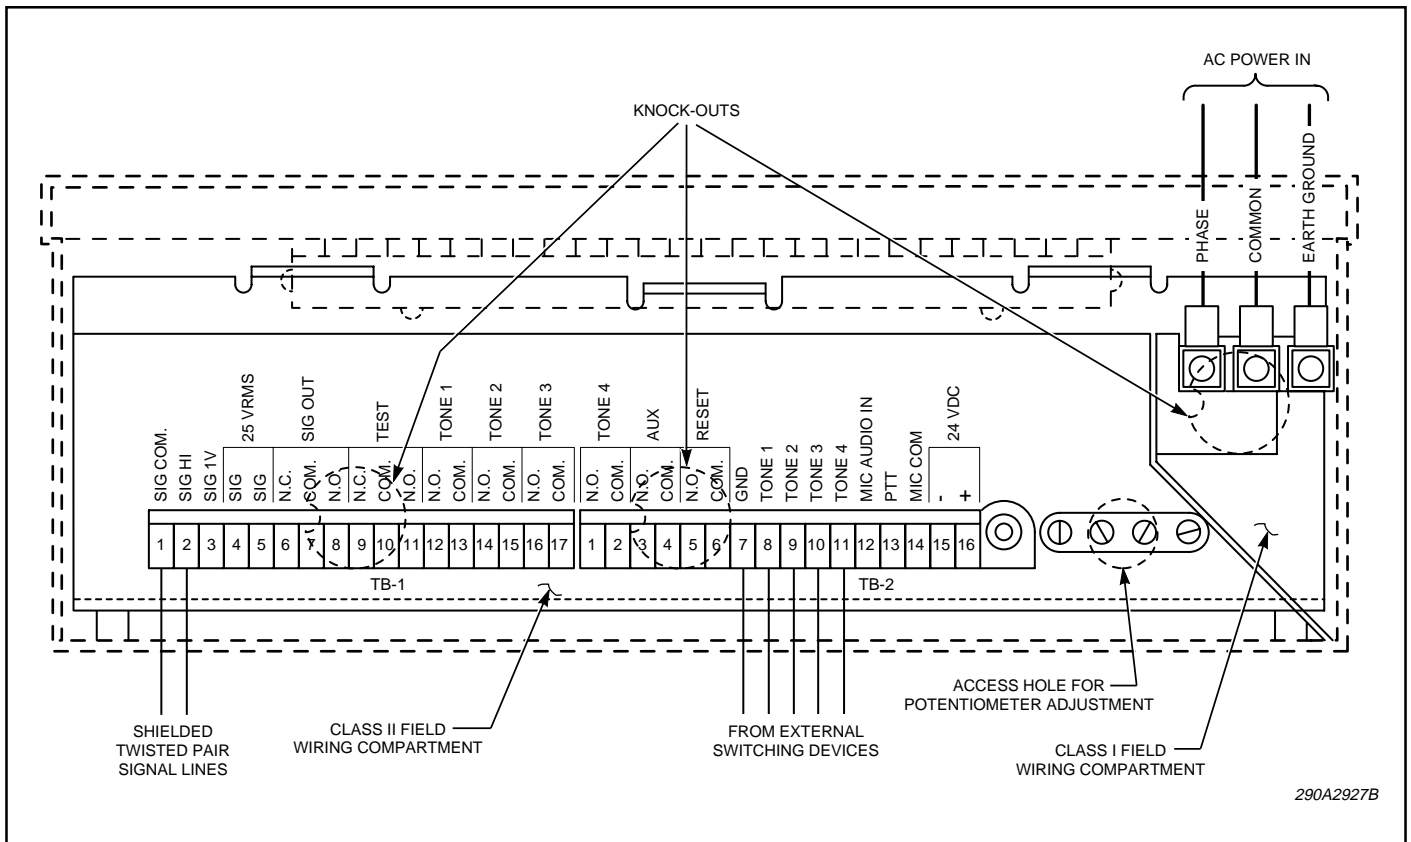 AC POWER IN
KNOCK-OUTS
PHASE
COMMON
EARTH GROUND
25 VRMS
SIG OUT
TEST
TONE 1
TONE 2
TONE 3
TONE 4
AUX
RESET
24 VDC
SIG COM.
SIG HI
SIG 1V
SIG
SIG
N.C.
COM.
N.O.
N.C.
COM.
N.O.
N.O.
COM.
N.O.
COM.
N.O.
COM.
N.O.
COM.
N.O.
COM.
N.O.
COM.
GND
TONE 1
TONE 2
TONE 3
TONE 4
MIC AUDIO IN
PTT
MIC COM
-
+
1 2 3 4 5 6 7 8 9 10 11 12 13 14 15 16 17
1 2 3 4 5 6 7 8 9 10 11 12 13 14 15 16
TB-1
TB-2
SHIELDED
TWISTED PAIR
SIGNAL LINES
CLASS II FIELD
WIRING COMPARTMENT
FROM EXTERNAL
SWITCHING DEVICES
ACCESS HOLE FOR
POTENTIOMETER ADJUSTMENT
CLASS I FIELD
WIRING COMPARTMENT
290A2927B